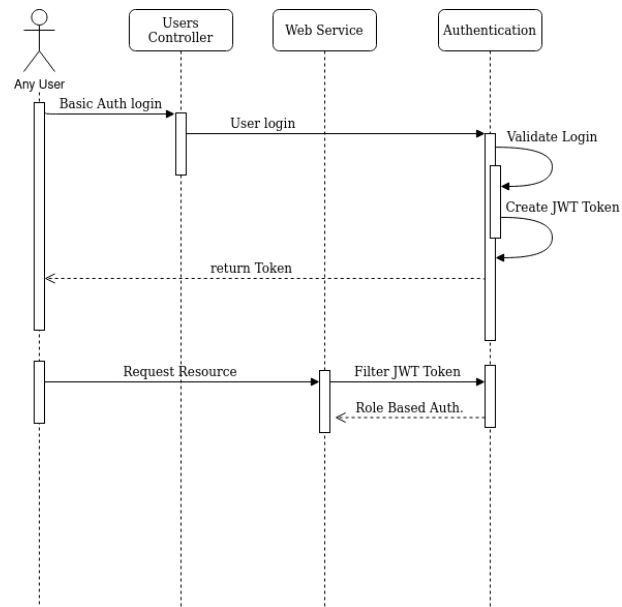 Users
Controller
Web Service
Authentication
Any User
Basic Auth login
User login
Validate Login
Create JWT Token
return Token
Request Resource
Filter JWT Token
Role Based Auth.